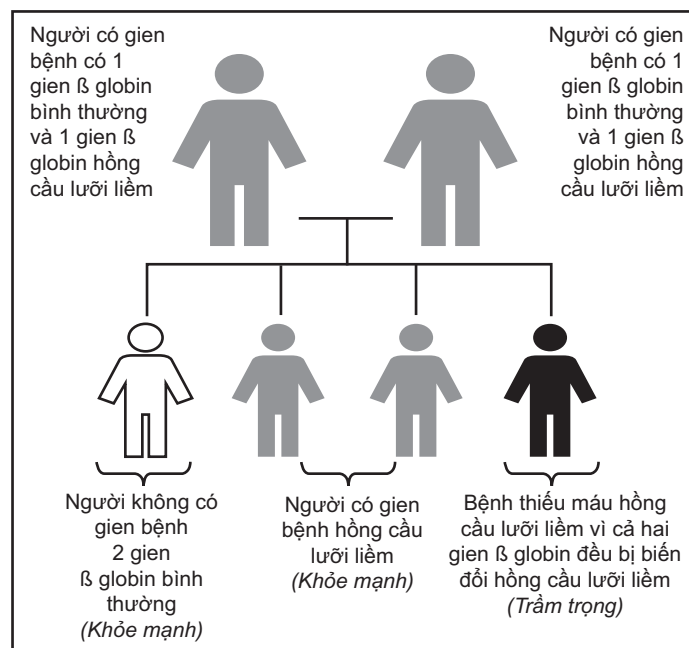 Người có gien
bệnh có 1
gien ß globin
bình thường
và 1 gien ß
globin hồng
cầu lưỡi liềm
Người có gien
bệnh có 1
gien ß globin
bình thường
và 1 gien ß
globin hồng
cầu lưỡi liềm
Người không có
gien bệnh
2 gien
ß globin bình
thường
(Khỏe mạnh)
Người có gien
bệnh hồng cầu
lưỡi liềm
(Khỏe mạnh)
Bệnh thiếu máu hồng
cầu lưỡi liềm vì cả hai
gien ß globin đều bị biến
đổi hồng cầu lưỡi liềm
(Trầm trọng)